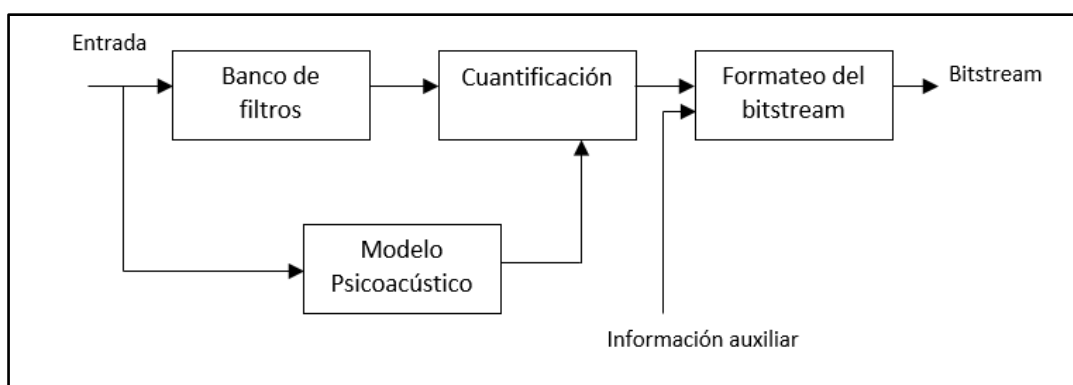 Entrada
Banco de
filtros
Cuantificación
Formateo del
bitstream
Bitstream
Modelo
Psicoacústico
Información auxiliar